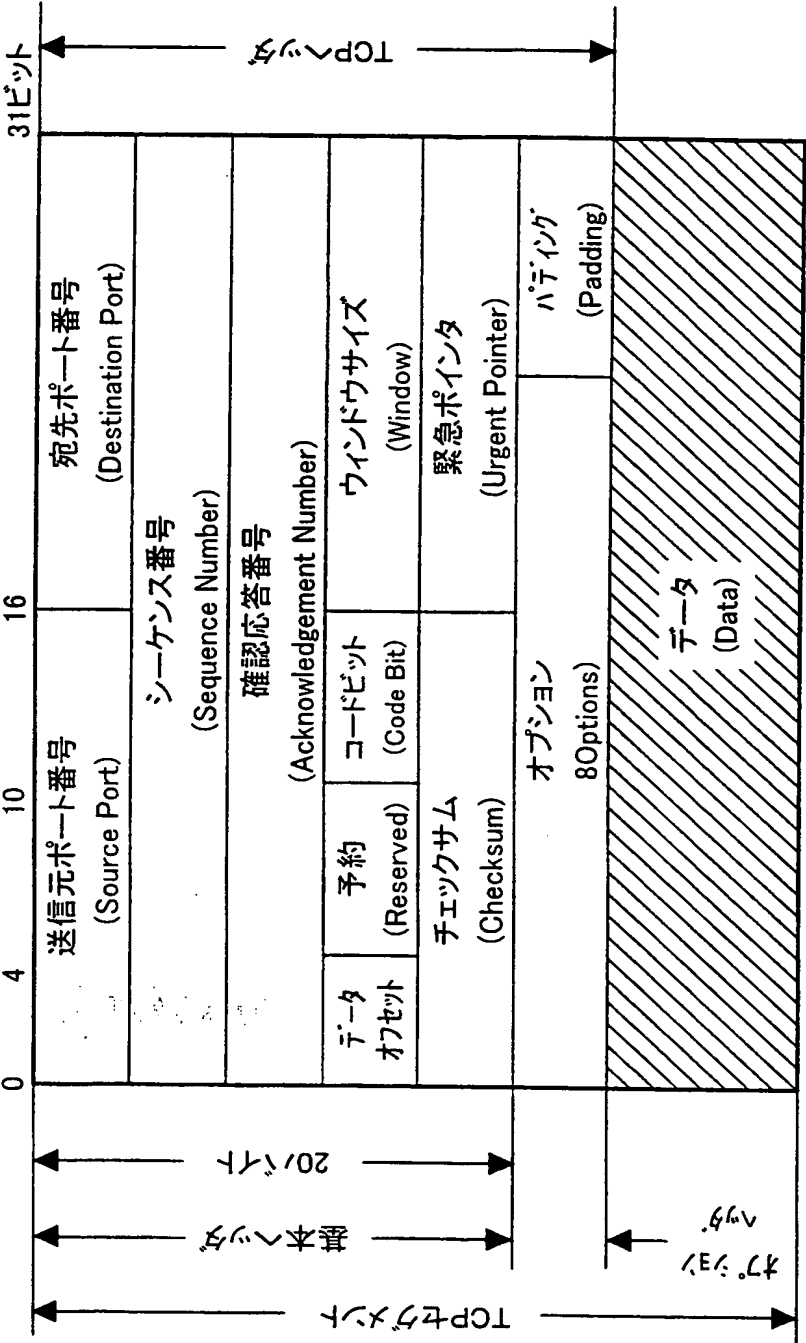 0
4
10
16
31ビット
送信元ポート番号
(Source Port)
宛先ポート番号
(Destination Port)
シーケンス番号
(Sequence Number)
確認応答番号
(Acknowledgement Number)
データ
オフセット
予約
(Reserved)
コードビット
(Code Bit)
ウィンドウサイズ
(Window)
チェックサム
(Checksum)
緊急ポインタ
(Urgent Pointer)
オプション
8Options)
パディング
(Padding)
データ
(Data)
TCPヘッダ
20バイト
基本ヘッダ
オプション
ヘッダ
TCPセグメント